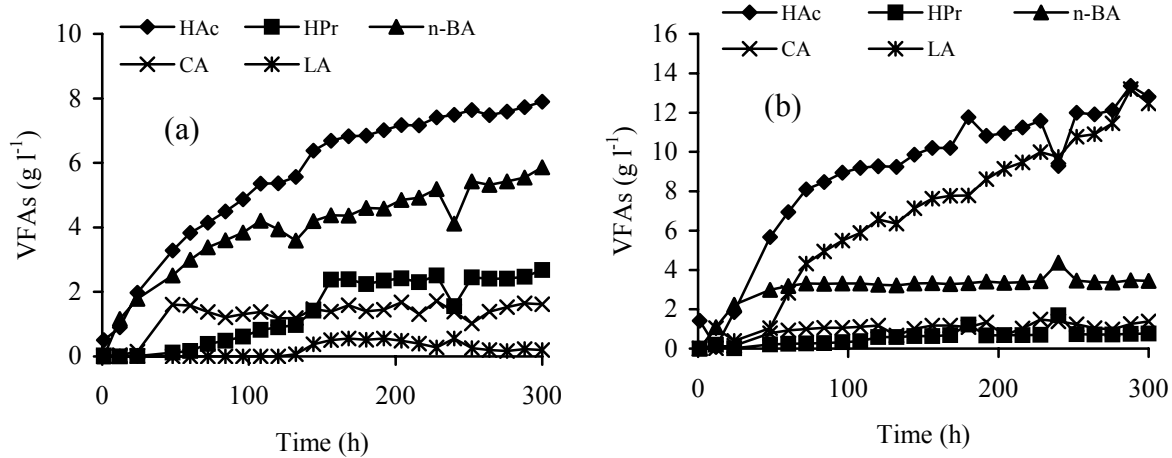 HAc HPr n-BA
CA LA
(a)
VFAs (g l-1)
10
8
6
4
2
0
0 100 200 300
Time (h)
HAc HPr n-BA
CA LA
(b)
VFAs (g l-1)
16
14
12
10
8
6
4
2
0
0 100 200 300
Time (h)